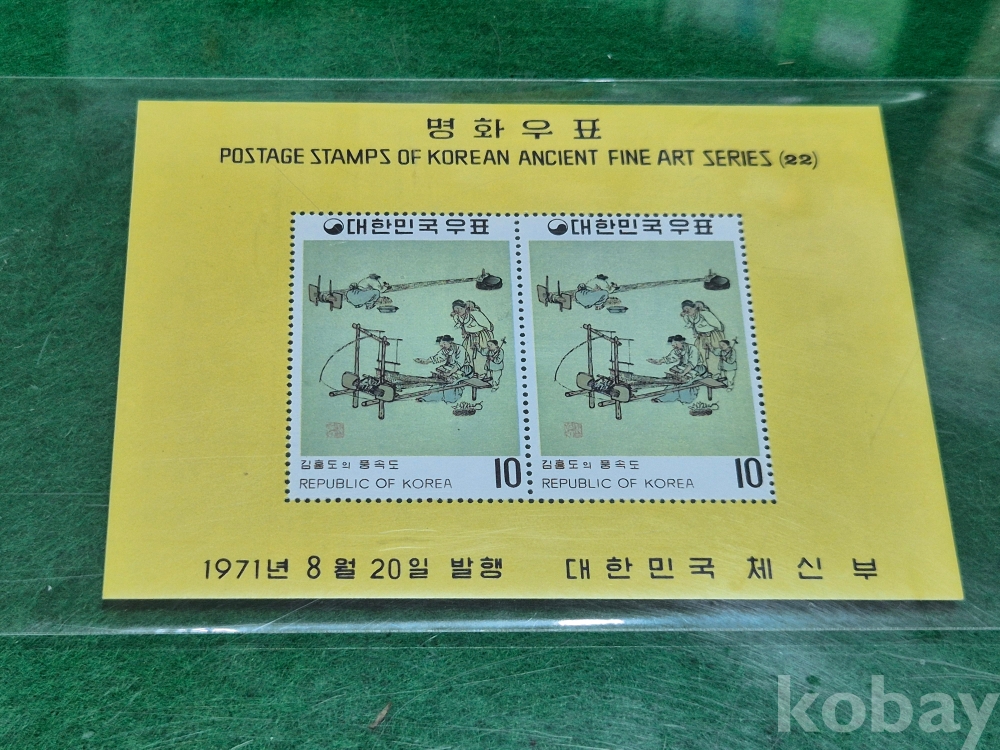 명화우표
POSTAGE STAMPS OF KOREAN ANCIENT FINE ART SERIES (22)
대한민국우표
대한민국우표
김홍도의 풍속도
REPUBLIC OF KOREA
10
김홍도의 풍속도
REPUBLIC OF KOREA
10
1971년 8월 20일 발행 대한민국 체신부
kobay